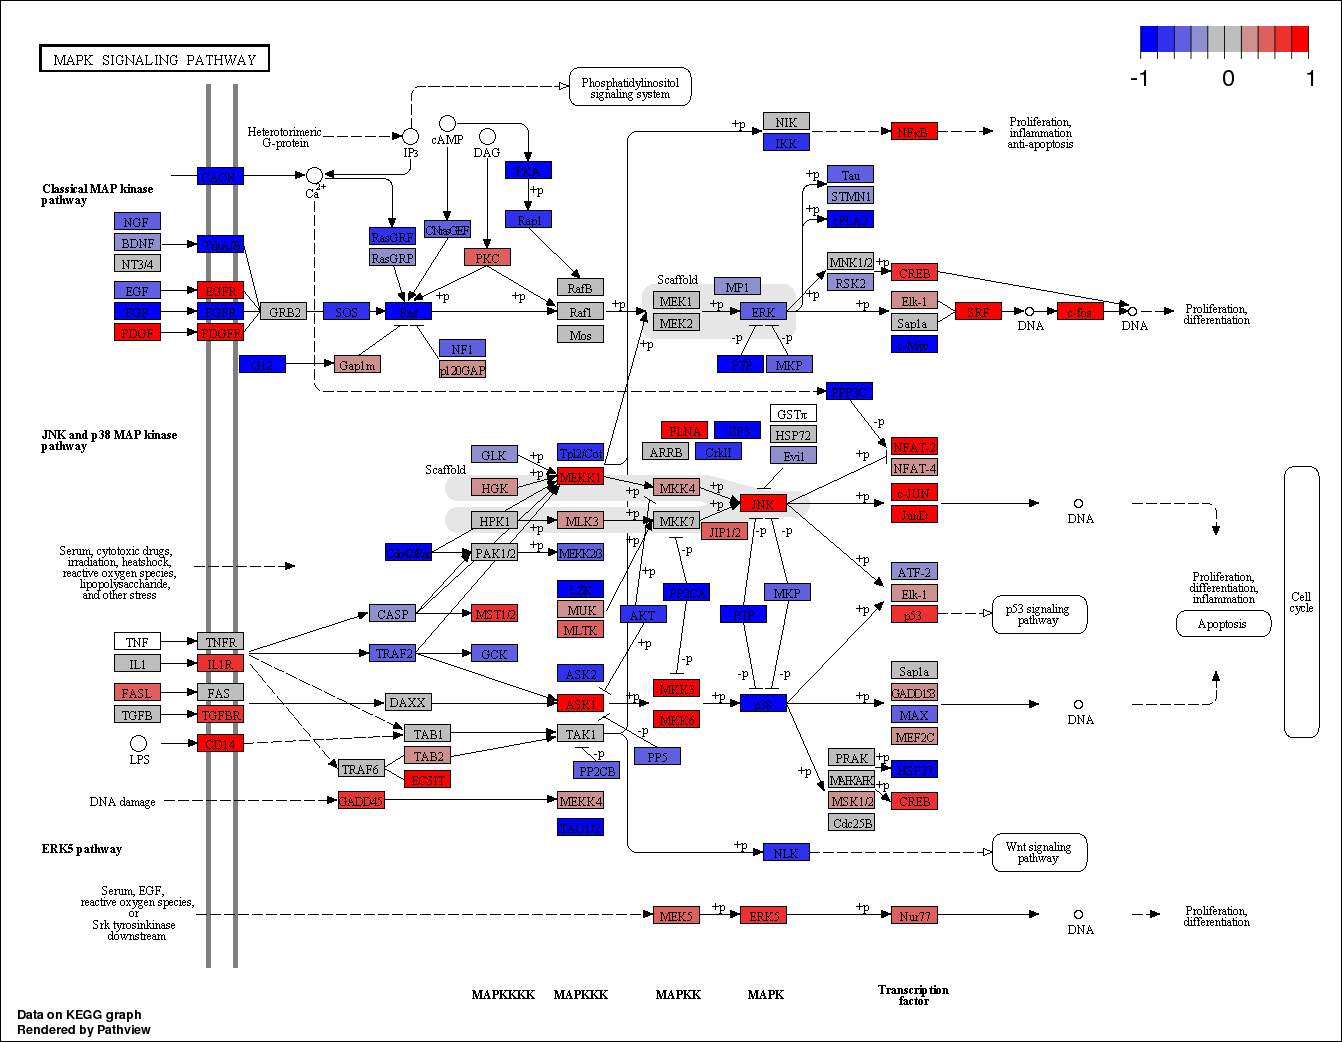 MAPK SIGNALING PATHWAY
-1 0 1
Phosphatidylinositol
signaling system
Heterotorimeric
G-protein
IP3
cAMP
DAG
Ca2+
+p
NIK
IKK
NFκB
Proliferation,
inflammation
anti-apoptosis
Classical MAP kinase
pathway
CACN
PKA
+p
Rap1
Tau
STMN1
cPLA2
+p
+p
NGF
BDNF
NT3/4
TrkA/B
RasGRF
RasGRP
CNrasGEF
PKC
EGF
FGF
PDGF
EGFR
FGFR
PDGFR
GRB2
SOS
Ras
+p
+p
RafB
Raf1
Mos
+p
Scaffold
MEK1
MEK2
+p
MP1
ERK
MNK1/2
RSK2
+p
+p
+p
+p
CREB
Elk-1
Sap1a
c-Myc
SRF
DNA
c-fos
DNA
Proliferation,
differentiation
Gap1m
NF1
p120GAP
+p
-p
-p
MKP
JNK and p38 MAP kinase
pathway
PPP3C
-p
GLK
HGK
HPK1
Scaffold
+p
+p
+p
+p
Tpl2/Cot
MEKK1
MLK3
MEKK2/3
+p
+p
+p
FLNA
JIP3
ARRB
CrkII
GSTπ
HSP72
Evi1
MKK4
MKK7
+p
+p
JIP1/2
JNK
+p
+p
+p
NFAT-2
NFAT-4
c-JUN
JunD
DNA
Serum, cytotoxic drugs,
irradiation, heatshock,
reactive oxygen species,
lipopolysaccharide,
and other stress
PAK1/2
CASP
MST1/2
TRAF2
GCK
LZK
MUK
MLTK
AKT
+p
+p
-p
PP2CA
-p
-p
-p
MKP
ATF-2
Elk-1
p53
+p
p53 signaling
pathway
Proliferation,
differentiation,
inflammation
Apoptosis
Cell
cycle
TNF
IL1
FASL
TGFB
LPS
TNFR
IL1R
FAS
TGFBR
CD14
DAXX
TAB1
TAB2
TRAF6
ECSIT
ASK2
ASK1
TAK1
+p
-p
-p
PP2CB
PP5
MKK3
MKK6
-p
+p
-p
-p
p38
+p
+p
Sap1a
GADD153
MAX
MEF2C
DNA
PRAK
MAPKAPK
MSK1/2
Cdc25B
+p
+p
HSP27
CREB
DNA damage
GADD45
MEKK4
TAO1/2
ERK5 pathway
+p
NLK
Wnt signaling
pathway
Serum, EGF,
reactive oxygen species,
or
Srk tyrosinkinase
downstream
MEK5
+p
ERK5
+p
Nur77
DNA
Proliferation,
differentiation
MAPKKKK
MAPKKK
MAPKK
MAPK
Transcription
factor
Data on KEGG graph
Rendered by Pathview